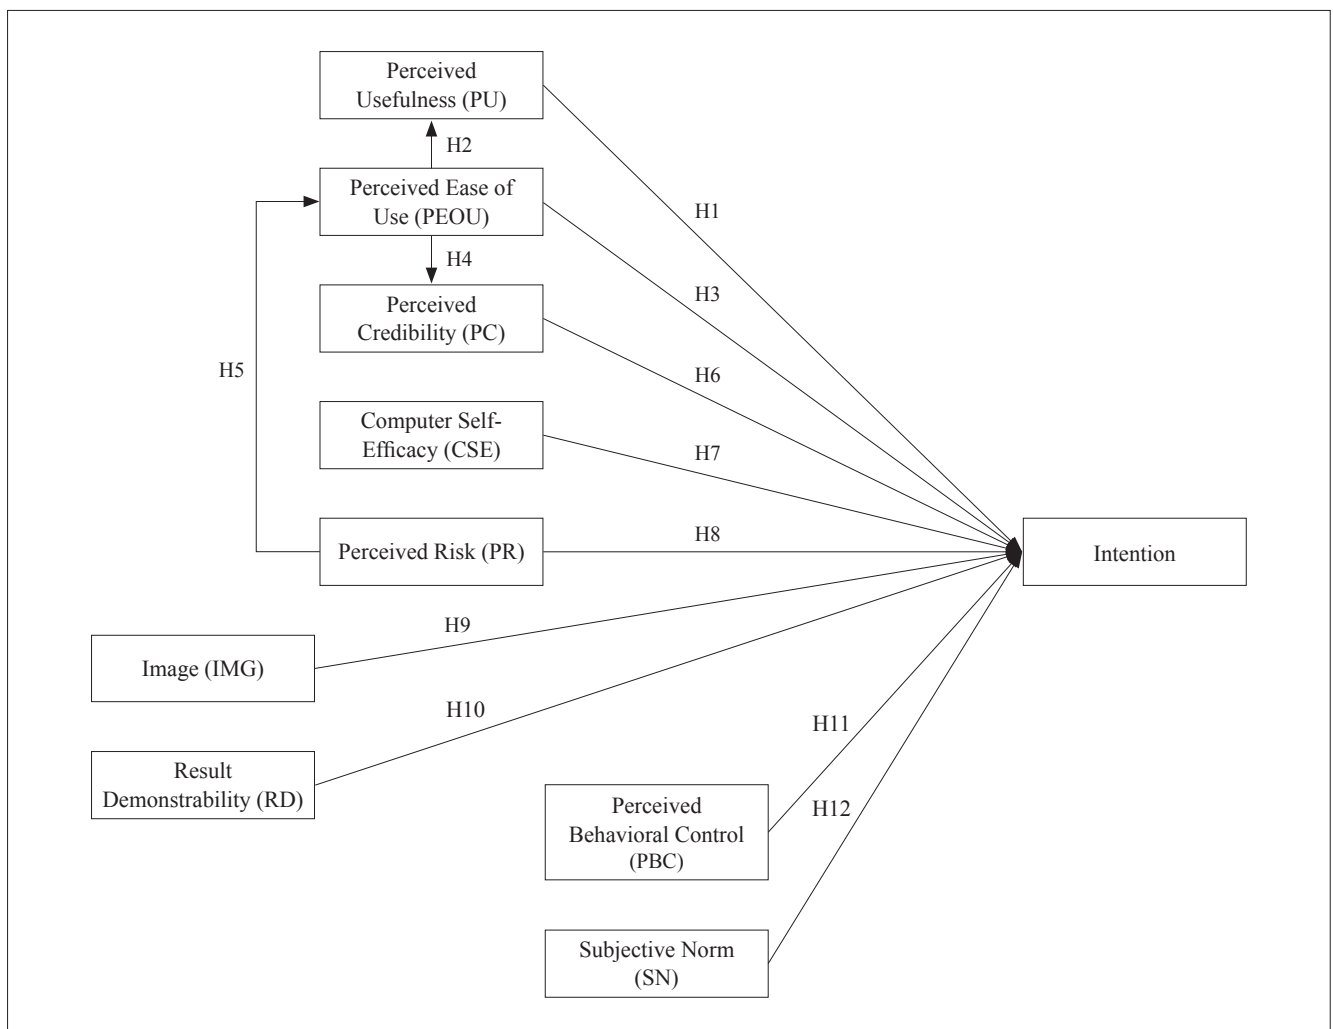 Perceived
Usefulness (PU)
H2
H1
Perceived Ease of
Use (PEOU)
H4
H3
Perceived
Credibility (PC)
H5
H6
Computer Self-
Efficacy (CSE)
H7
Perceived Risk (PR)
H8
Intention
H9
Image (IMG)
H10
Result
Demonstrability (RD)
H11
Perceived
Behavioral Control
(PBC)
H12
Subjective Norm
(SN)